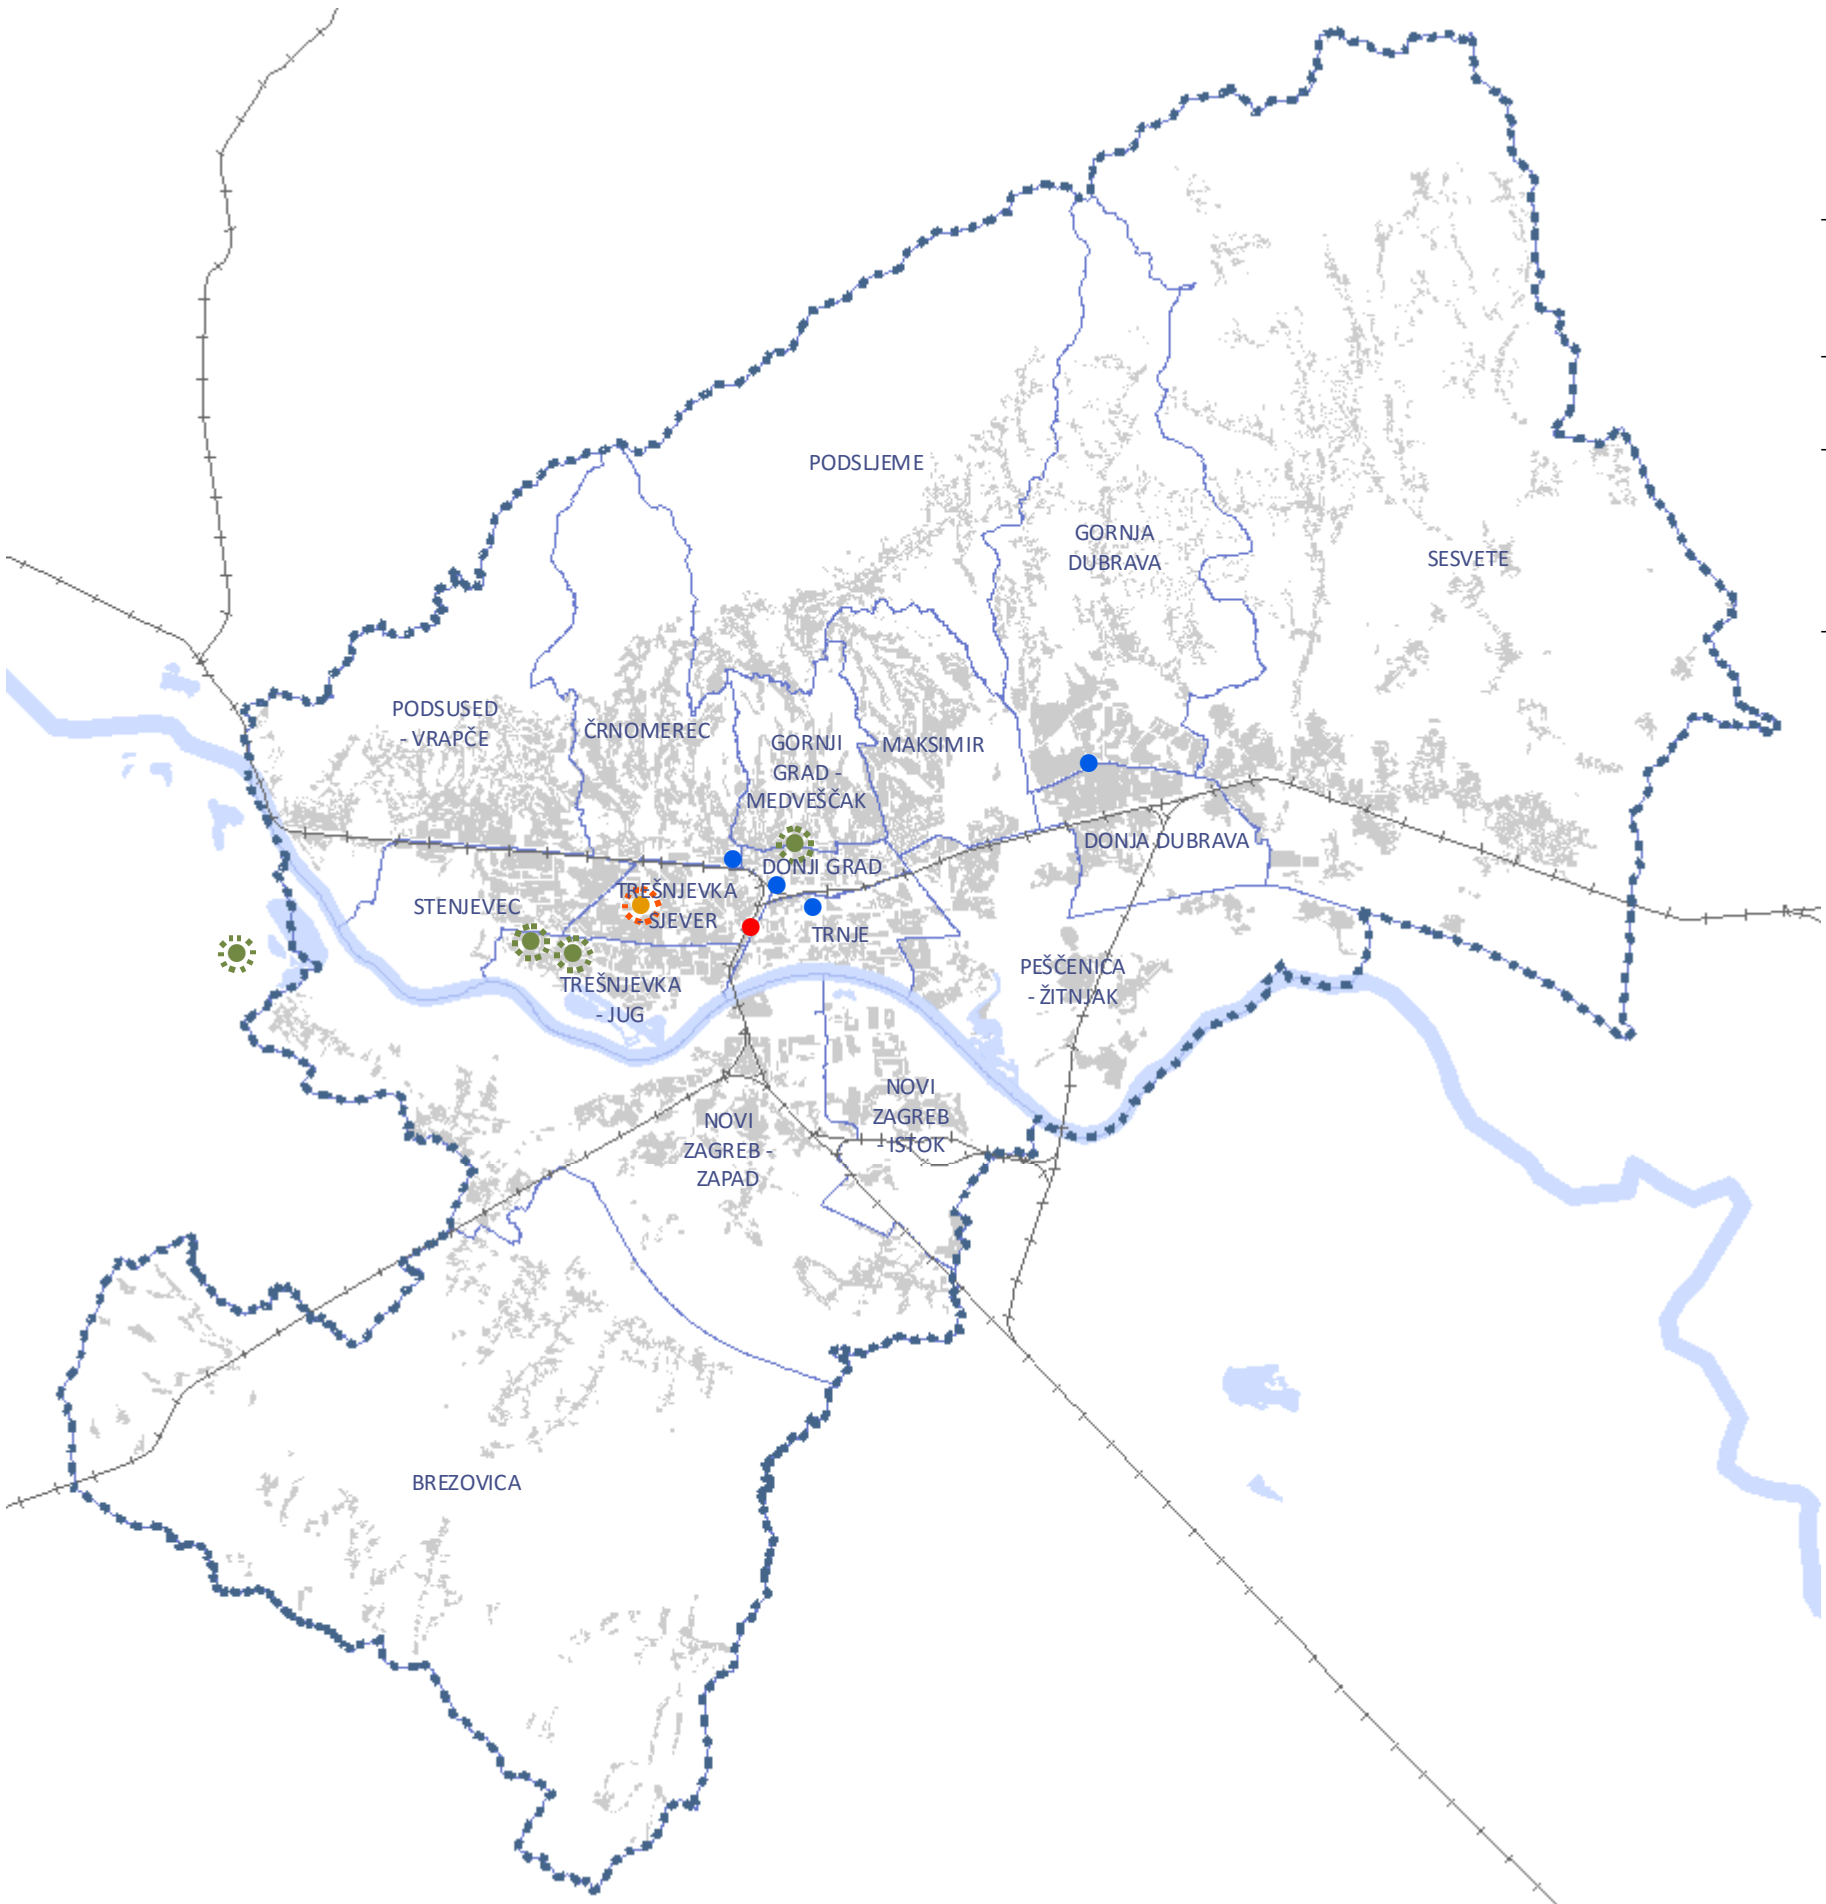 PODSLJEME
GORNJA
DUBRAVA
SESVETE
PODSUSED
- VRAPČE
ČRNOMEREC
GORNJI
GRAD -
MEDVEŠČAK
MAKSIMIR
DONJA DUBRAVA
DONJI GRAD
TREŠNJEVKA
SJEVER
STENJEVEC
TRNJE
PEŠČENICA
- ŽITNJAK
TREŠNJEVKA
- JUG
NOVI
ZAGREB
- ISTOK
NOVI
ZAGREB -
ZAPAD
BREZOVICA